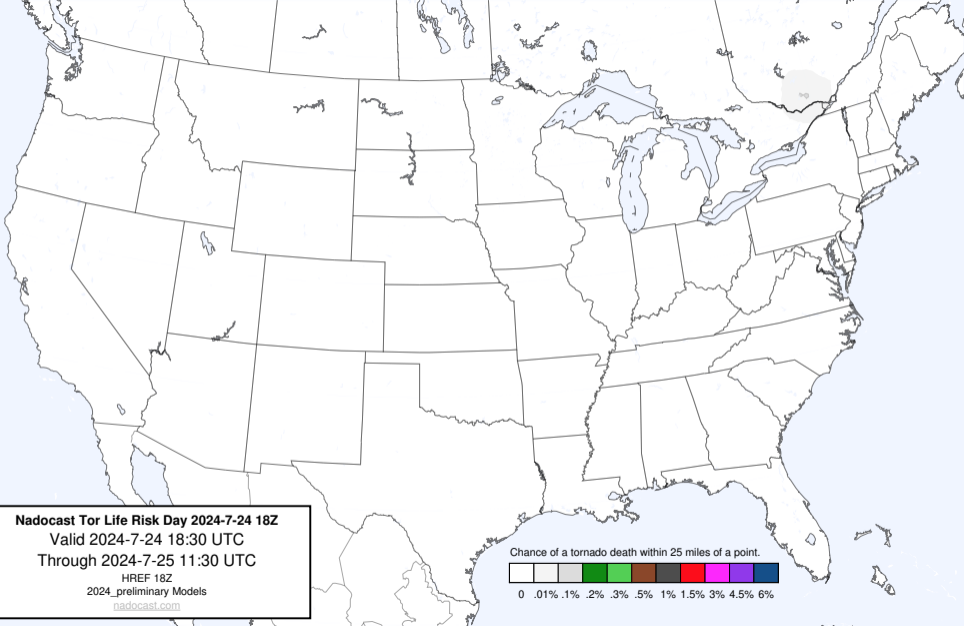 Nadocast Tor Life Risk Day 2024-7-24 18Z
Valid 2024-7-24 18:30 UTC
Through 2024-7-25 11:30 UTC
HREF 18Z
2024_preliminary Models
nadocast.com
Chance of a tornado death within 25 miles of a point.
0 .01% .1% .2% .3% .5% 1% 1.5% 3% 4.5% 6%